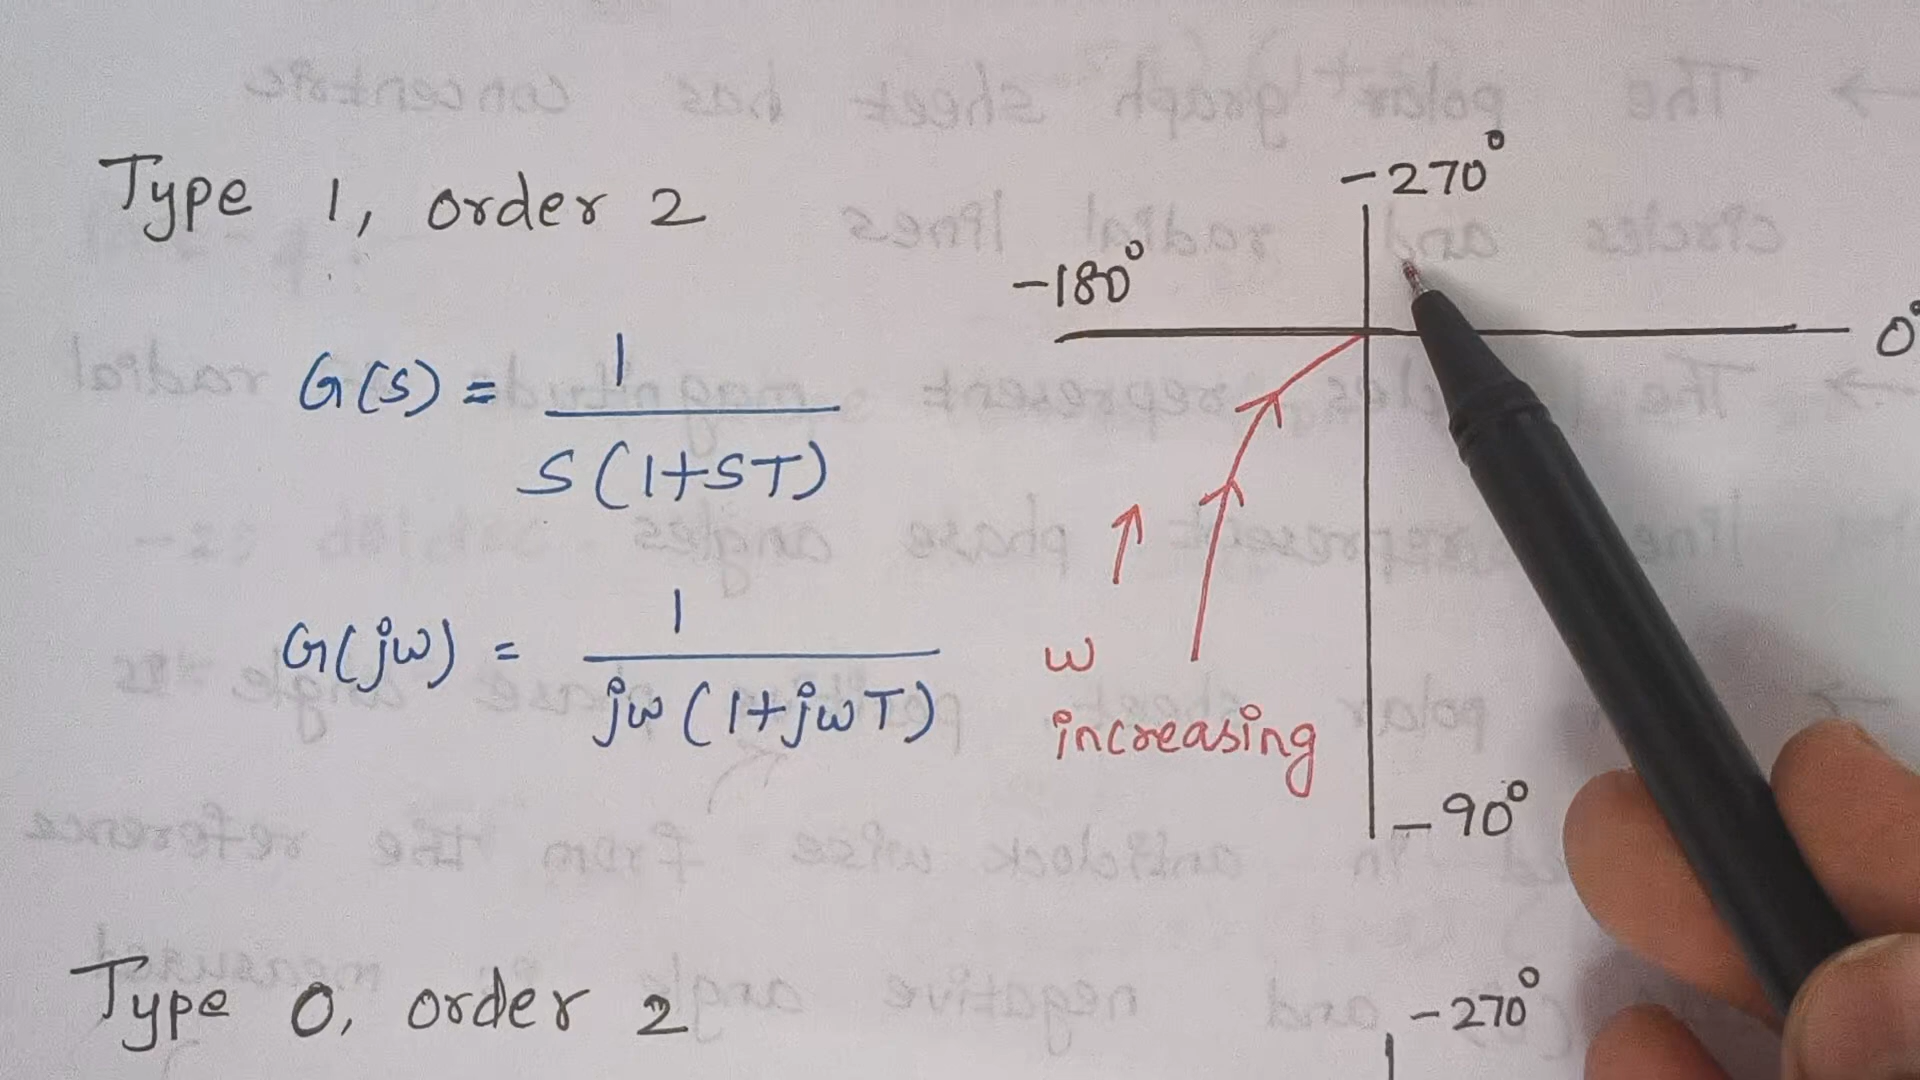 Type 1, order 2
-270°
-180°
0°
G(s) = 1 / s(1+sT)
G(jω) = 1 / jω(1+jωT)
ω
increasing
-90°
Type 0, order 2
-270°